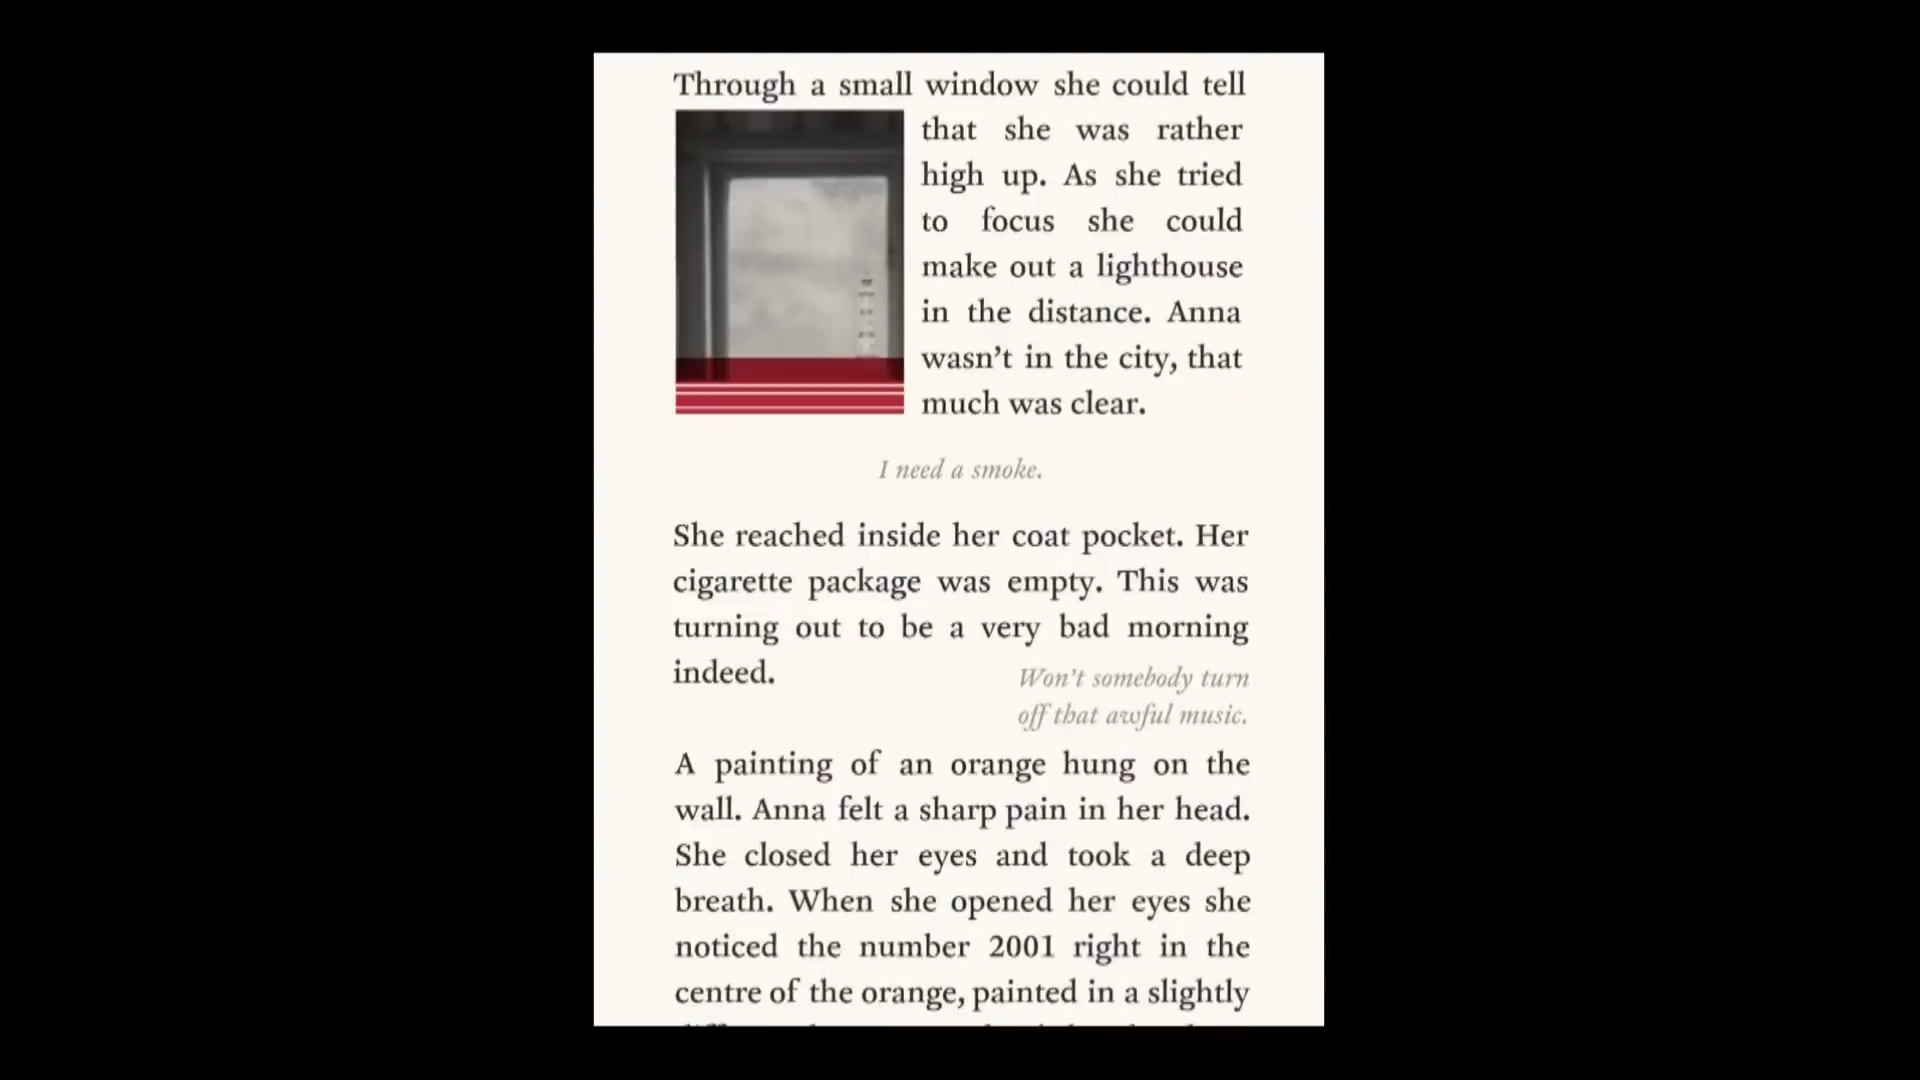 Through a small window she could tell
that she was rather
high up. As she tried
to focus she could
make out a lighthouse
in the distance. Anna
wasn’t in the city, that
much was clear.
I need a smoke.
She reached inside her coat pocket. Her
cigarette package was empty. This was
turning out to be a very bad morning
indeed.
Won’t somebody turn
off that awful music.
A painting of an orange hung on the
wall. Anna felt a sharp pain in her head.
She closed her eyes and took a deep
breath. When she opened her eyes she
noticed the number 2001 right in the
centre of the orange, painted in a slightly